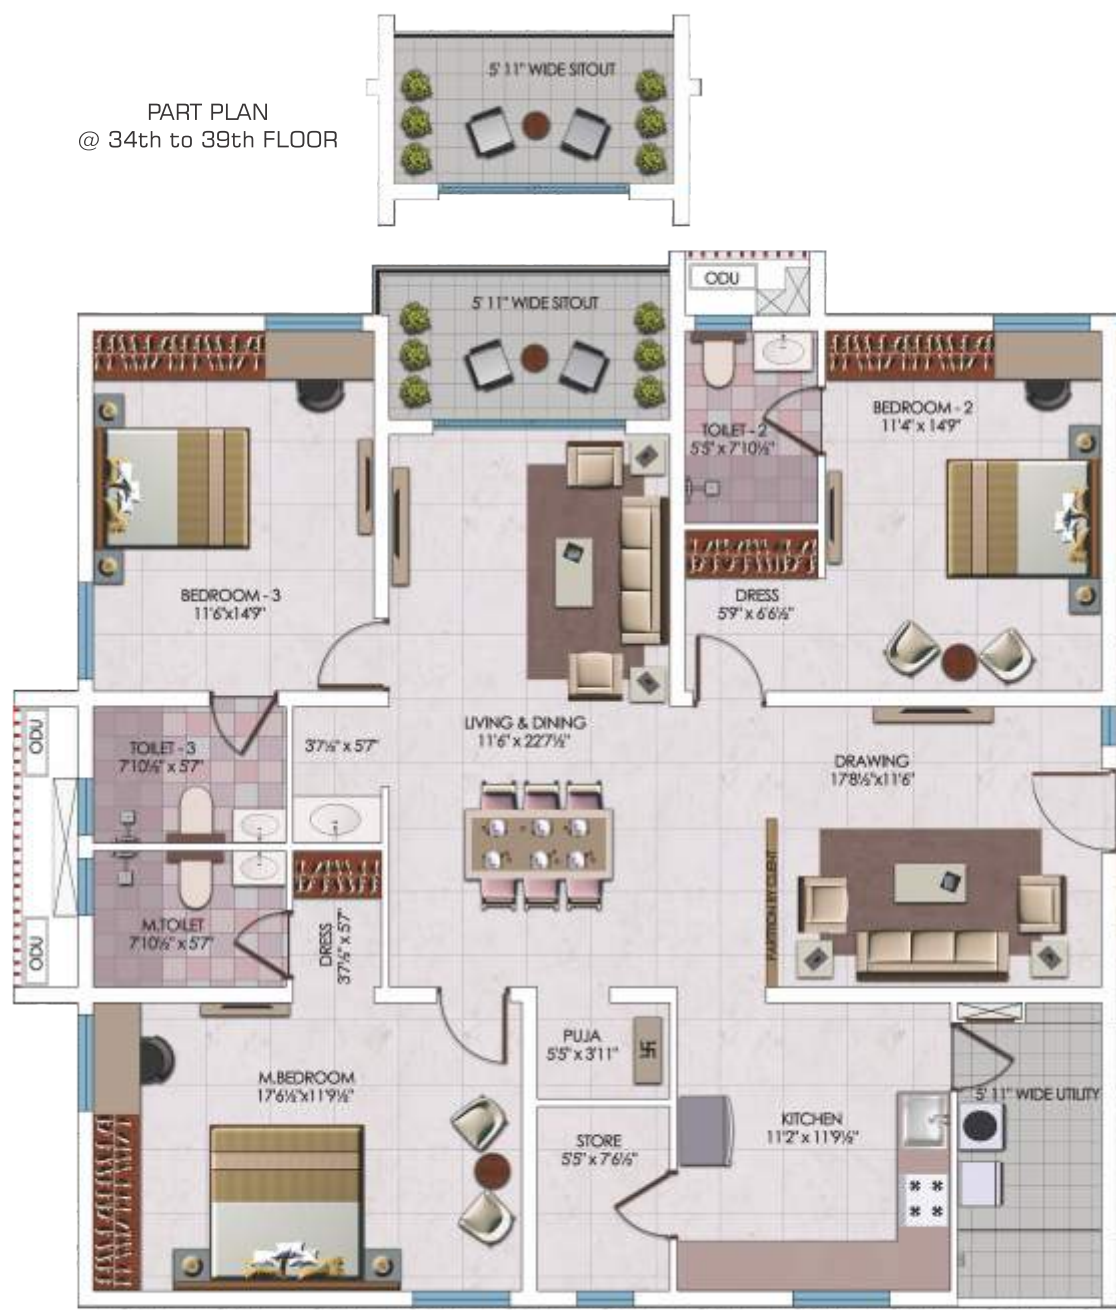 PART PLAN
@ 34th to 39th FLOOR
5' 11" WIDE SITOUT
5' 11" WIDE SITOUT
ODU
BEDROOM - 2
11'4" x 14'9"
TOILET - 2
5'5" x 7'10½"
BEDROOM - 3
11'6"x14'9"
DRESS
5'9" x 6'6½"
ODU
TOILET - 3
7'10½" x 5'7"
3'7½" x 5'7"
LIVING & DINING
11'6" x 22'7½"
DRAWING
17'8½"x11'6"
PARTITION BY CLIENT
M.TOILET
7'10½" x 5'7"
DRESS
3'7½" x 5'7"
ODU
PUJA
5'5" x 3'11"
M.BEDROOM
17'6½"x11'9½"
5' 11" WIDE UTILITY
KITCHEN
11'2" x 11'9½"
STORE
5'5" x 7'6½"